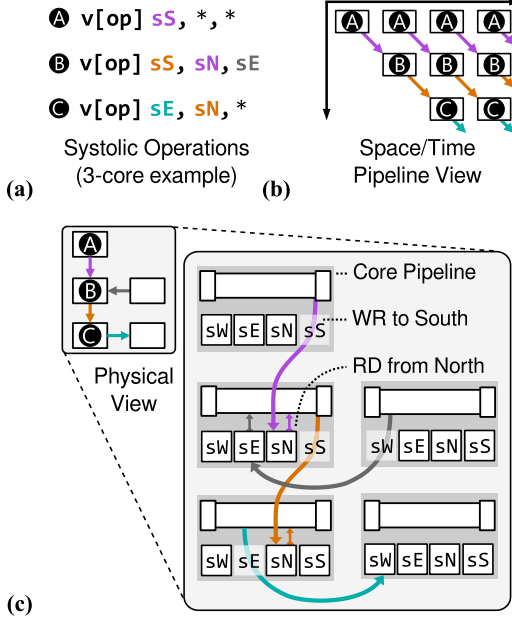 A v[op] sS, *, *
B v[op] sS, sN, sE
C v[op] sE, sN, *
Systolic Operations
(3-core example)
(a)
A A A A
B B B
C C
Space/Time
Pipeline View
(b)
A
B
C
Physical
View
Core Pipeline
sW sE sN sS
WR to South
RD from North
sW sE sN sS
sW sE sN sS
sW sE sN sS
sW sE sN sS
(c)